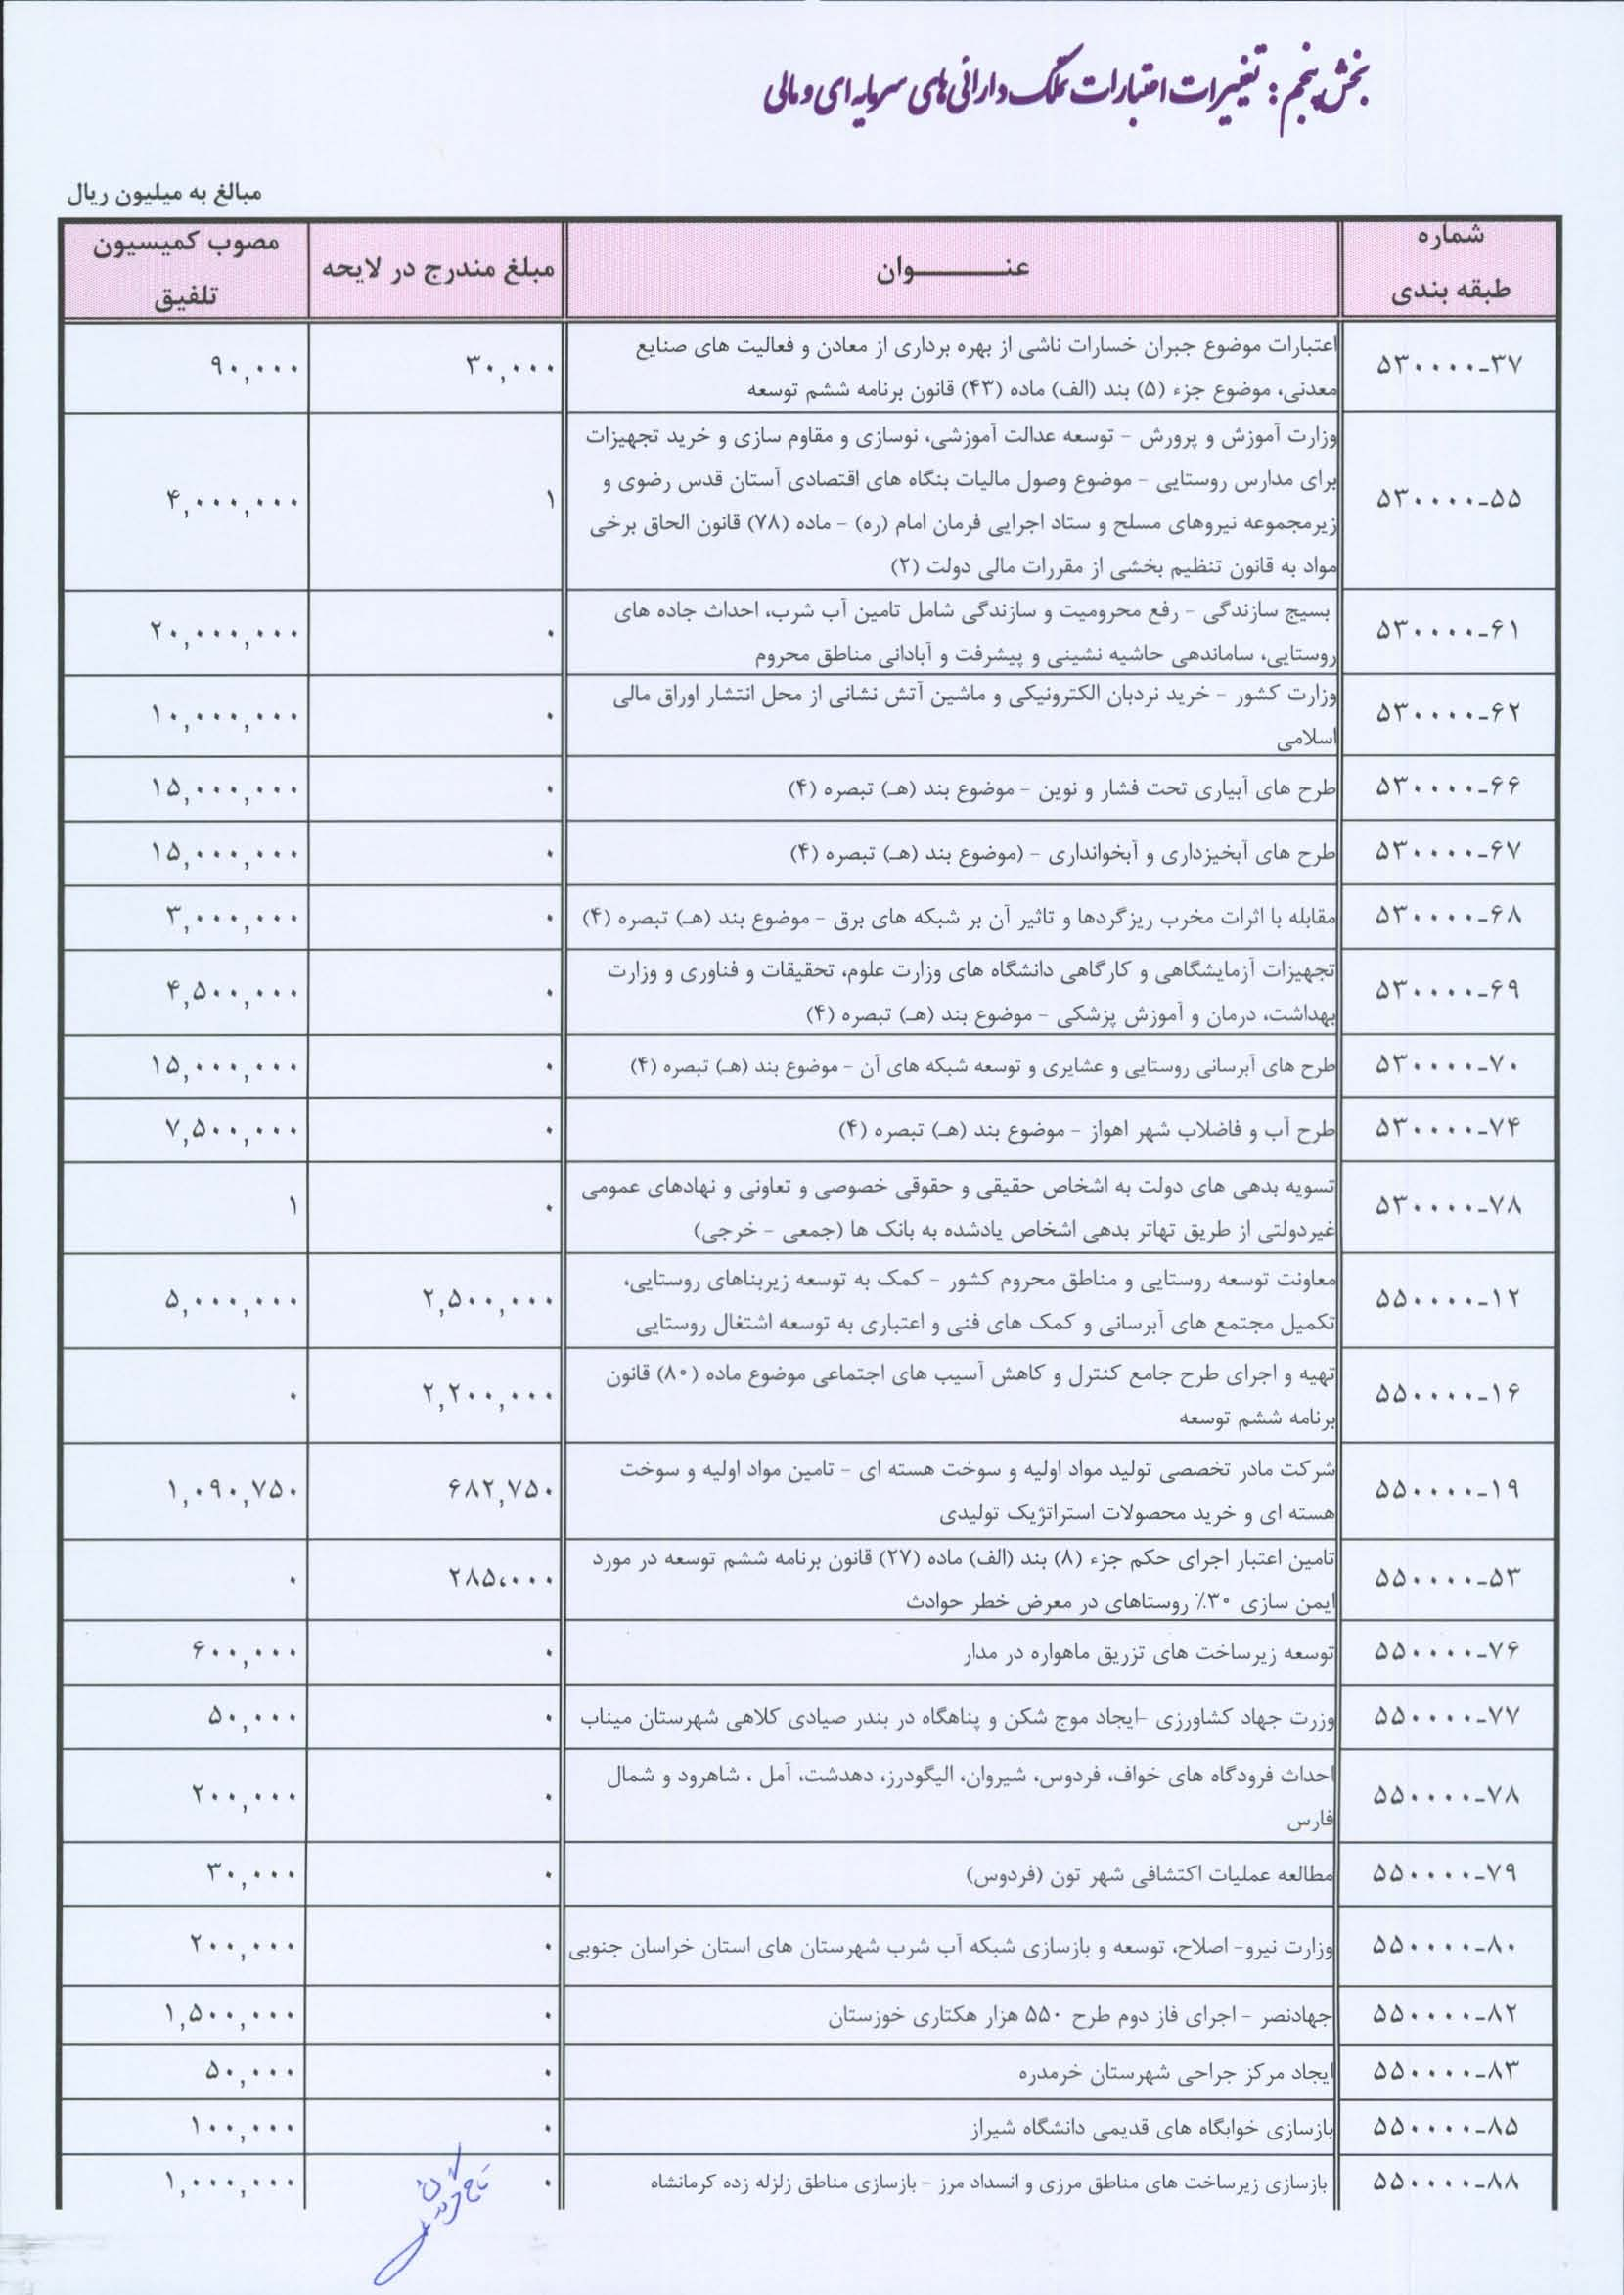 بخش پنجم: تغییرات اعتبارات تملک دارائی‌های سرمایه‌ای و مالی
مبالغ به میلیون ریال
شماره
طبقه بندی
عنـــــــــــوان
مبلغ مندرج در لایحه
مصوب کمیسیون
تلفیق
۵۳۰۰۰۰-۳۷
اعتبارات موضوع جبران خسارات ناشی از بهره برداری از معادن و فعالیت های صنایع
معدنی، موضوع جزء (۵) بند (الف) ماده (۴۳) قانون برنامه ششم توسعه
۳۰,۰۰۰
۹۰,۰۰۰
۵۳۰۰۰۰-۵۵
وزارت آموزش و پرورش - توسعه عدالت آموزشی، نوسازی و مقاوم سازی و خرید تجهیزات
برای مدارس روستایی - موضوع وصول مالیات بنگاه های اقتصادی آستان قدس رضوی و
زیرمجموعه نیروهای مسلح و ستاد اجرایی فرمان امام (ره) - ماده (۷۸) قانون الحاق برخی
مواد به قانون تنظیم بخشی از مقررات مالی دولت (۲)
۱
۴,۰۰۰,۰۰۰
۵۳۰۰۰۰-۶۱
بسیج سازندگی - رفع محرومیت و سازندگی شامل تامین آب شرب، احداث جاده های
روستایی، ساماندهی حاشیه نشینی و پیشرفت و آبادانی مناطق محروم
۰
۲۰,۰۰۰,۰۰۰
۵۳۰۰۰۰-۶۲
وزارت کشور - خرید نردبان الکترونیکی و ماشین آتش نشانی از محل انتشار اوراق مالی
اسلامی
۰
۱۰,۰۰۰,۰۰۰
۵۳۰۰۰۰-۶۶
طرح های آبیاری تحت فشار و نوین - موضوع بند (هـ) تبصره (۴)
۰
۱۵,۰۰۰,۰۰۰
۵۳۰۰۰۰-۶۷
طرح های آبخیزداری و آبخوانداری - (موضوع بند (هـ) تبصره (۴)
۰
۱۵,۰۰۰,۰۰۰
۵۳۰۰۰۰-۶۸
مقابله با اثرات مخرب ریزگردها و تاثیر آن بر شبکه های برق - موضوع بند (هـ) تبصره (۴)
۰
۳,۰۰۰,۰۰۰
۵۳۰۰۰۰-۶۹
تجهیزات آزمایشگاهی و کارگاهی دانشگاه های وزارت علوم، تحقیقات و فناوری و وزارت
بهداشت، درمان و آموزش پزشکی - موضوع بند (هـ) تبصره (۴)
۰
۴,۵۰۰,۰۰۰
۵۳۰۰۰۰-۷۰
طرح های آبرسانی روستایی و عشایری و توسعه شبکه های آن - موضوع بند (هـ) تبصره (۴)
۰
۱۵,۰۰۰,۰۰۰
۵۳۰۰۰۰-۷۴
طرح آب و فاضلاب شهر اهواز - موضوع بند (هـ) تبصره (۴)
۰
۷,۵۰۰,۰۰۰
۵۳۰۰۰۰-۷۸
تسویه بدهی های دولت به اشخاص حقیقی و حقوقی خصوصی و تعاونی و نهادهای عمومی
غیردولتی از طریق تهاتر بدهی اشخاص یادشده به بانک ها (جمعی - خرجی)
۰
۱
۵۵۰۰۰۰-۱۲
معاونت توسعه روستایی و مناطق محروم کشور - کمک به توسعه زیربناهای روستایی،
تکمیل مجتمع های آبرسانی و کمک های فنی و اعتباری به توسعه اشتغال روستایی
۲,۵۰۰,۰۰۰
۵,۰۰۰,۰۰۰
۵۵۰۰۰۰-۱۶
تهیه و اجرای طرح جامع کنترل و کاهش آسیب های اجتماعی موضوع ماده (۸۰) قانون
برنامه ششم توسعه
۲,۲۰۰,۰۰۰
۰
۵۵۰۰۰۰-۱۹
شرکت مادر تخصصی تولید مواد اولیه و سوخت هسته ای - تامین مواد اولیه و سوخت
هسته ای و خرید محصولات استراتژیک تولیدی
۶۸۲,۷۵۰
۱,۰۹۰,۷۵۰
۵۵۰۰۰۰-۵۳
تامین اعتبار اجرای حکم جزء (۸) بند (الف) ماده (۲۷) قانون برنامه ششم توسعه در مورد
ایمن سازی ۳۰٪ روستاهای در معرض خطر حوادث
۲۸۵،۰۰۰
۰
۵۵۰۰۰۰-۷۶
توسعه زیرساخت های تزریق ماهواره در مدار
۰
۶۰۰,۰۰۰
۵۵۰۰۰۰-۷۷
وزرت جهاد کشاورزی -ایجاد موج شکن و پناهگاه در بندر صیادی کلاهی شهرستان میناب
۰
۵۰,۰۰۰
۵۵۰۰۰۰-۷۸
احداث فرودگاه های خواف، فردوس، شیروان، الیگودرز، دهدشت، آمل ، شاهرود و شمال
فارس
۰
۲۰۰,۰۰۰
۵۵۰۰۰۰-۷۹
مطالعه عملیات اکتشافی شهر تون (فردوس)
۰
۳۰,۰۰۰
۵۵۰۰۰۰-۸۰
وزارت نیرو- اصلاح، توسعه و بازسازی شبکه آب شرب شهرستان های استان خراسان جنوبی
۰
۲۰۰,۰۰۰
۵۵۰۰۰۰-۸۲
جهادنصر - اجرای فاز دوم طرح ۵۵۰ هزار هکتاری خوزستان
۰
۱,۵۰۰,۰۰۰
۵۵۰۰۰۰-۸۳
ایجاد مرکز جراحی شهرستان خرمدره
۰
۵۰,۰۰۰
۵۵۰۰۰۰-۸۵
بازسازی خوابگاه های قدیمی دانشگاه شیراز
۰
۱۰۰,۰۰۰
۵۵۰۰۰۰-۸۸
بازسازی زیرساخت های مناطق مرزی و انسداد مرز - بازسازی مناطق زلزله زده کرمانشاه
۰
۱,۰۰۰,۰۰۰